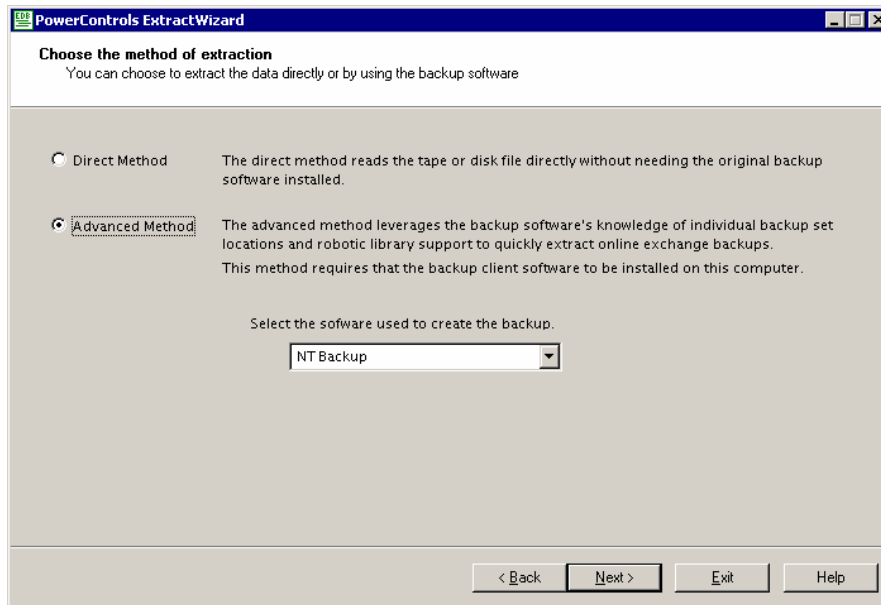 EDB PowerControls ExtractWizard
Choose the method of extraction
You can choose to extract the data directly or by using the backup software
Direct Method The direct method reads the tape or disk file directly without needing the original backup
software installed.
Advanced Method The advanced method leverages the backup software's knowledge of individual backup set
locations and robotic library support to quickly extract online exchange backups.
This method requires that the backup client software to be installed on this computer.
Select the sofware used to create the backup.
NT Backup
< Back Next > Exit Help